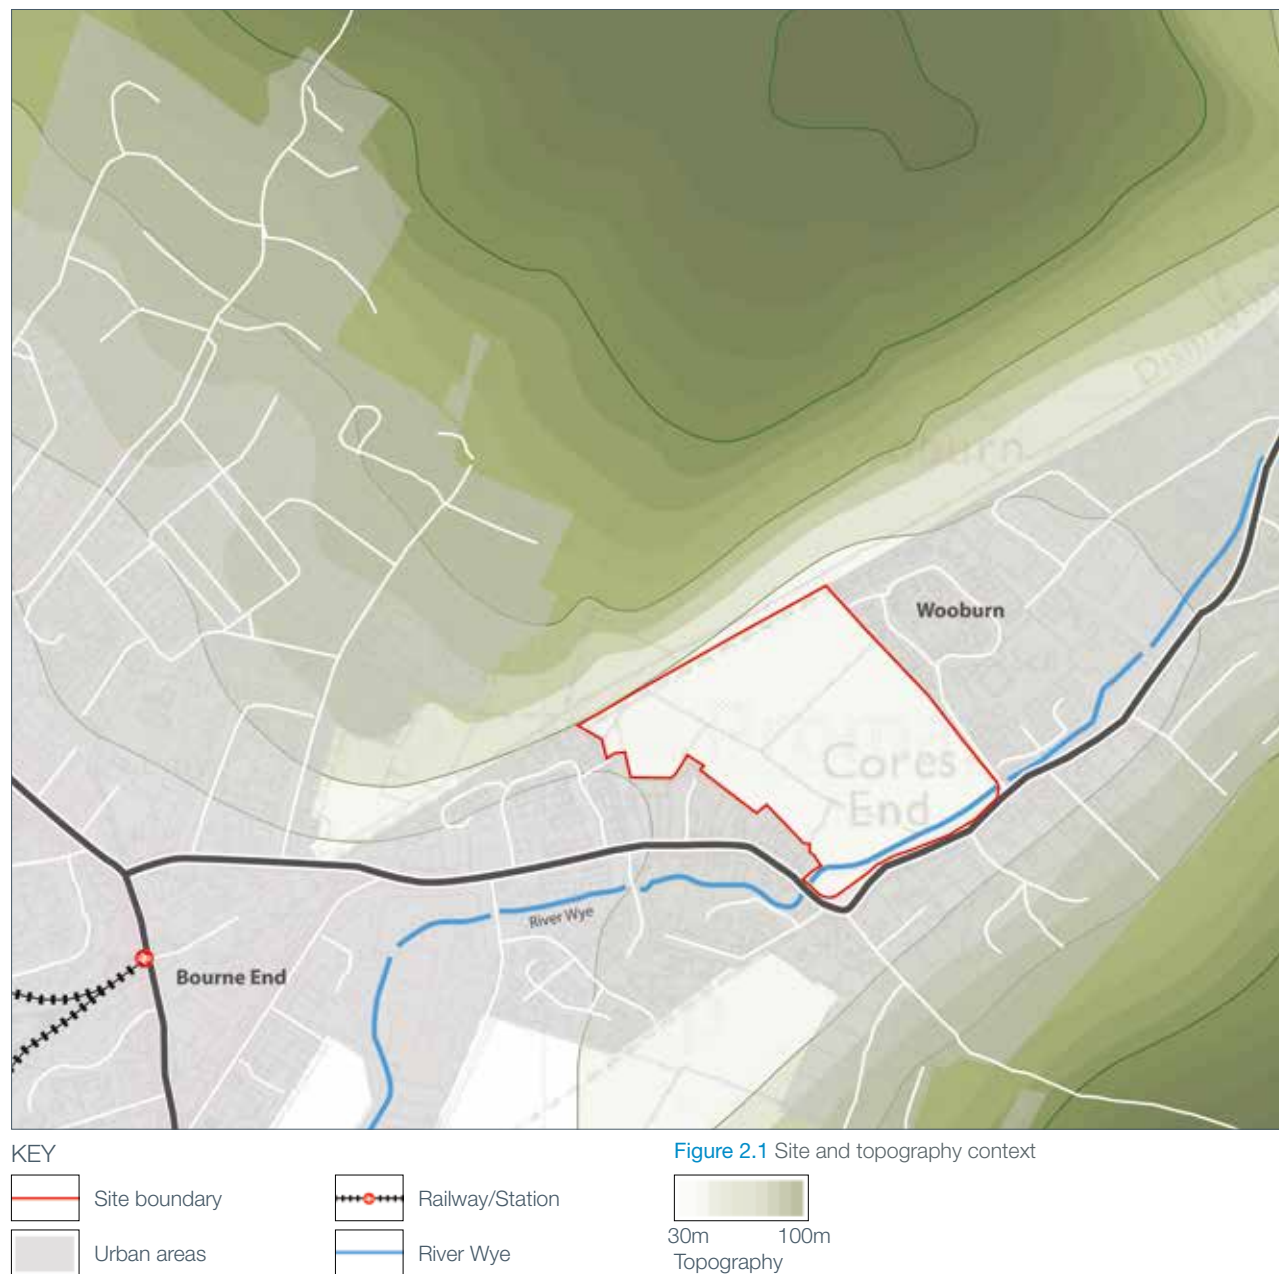 Wooburn
Cores
End
River Wye
Bourne End
KEY
Figure 2.1 Site and topography context
Site boundary
Railway/Station
30m 100m
Urban areas
River Wye
Topography